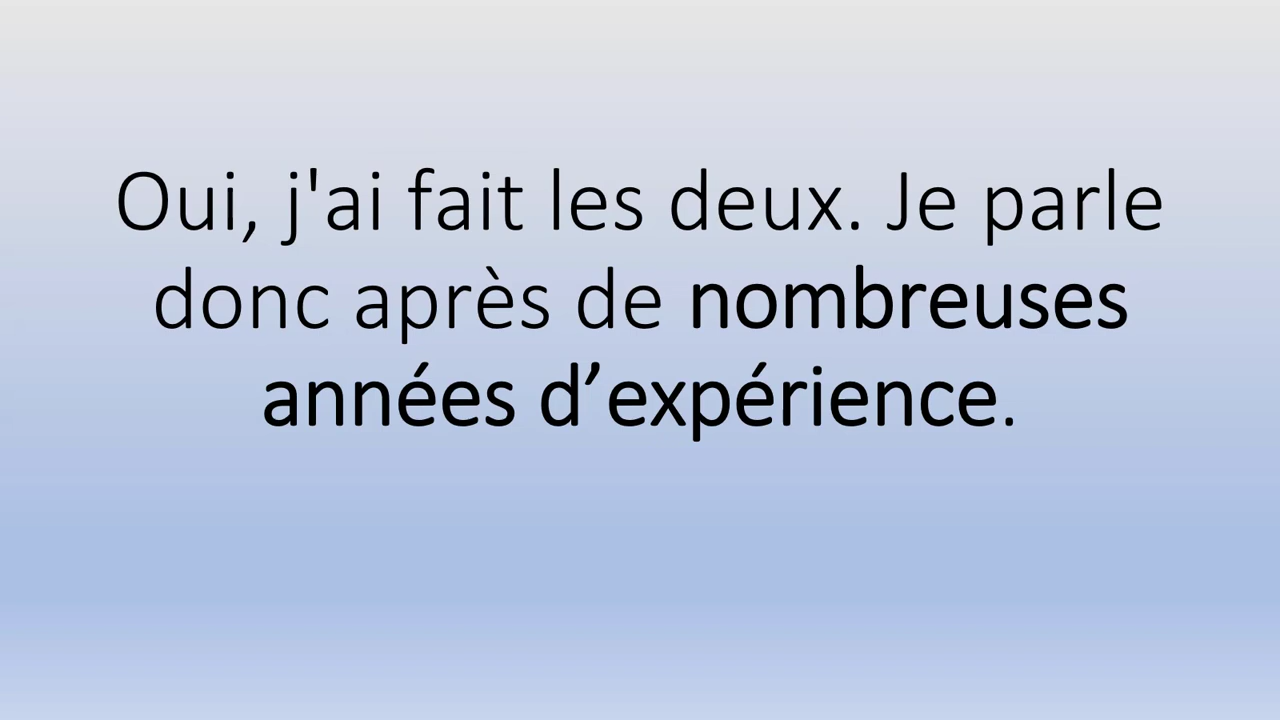 Oui, j'ai fait les deux. Je parle
donc après de nombreuses
années d’expérience.